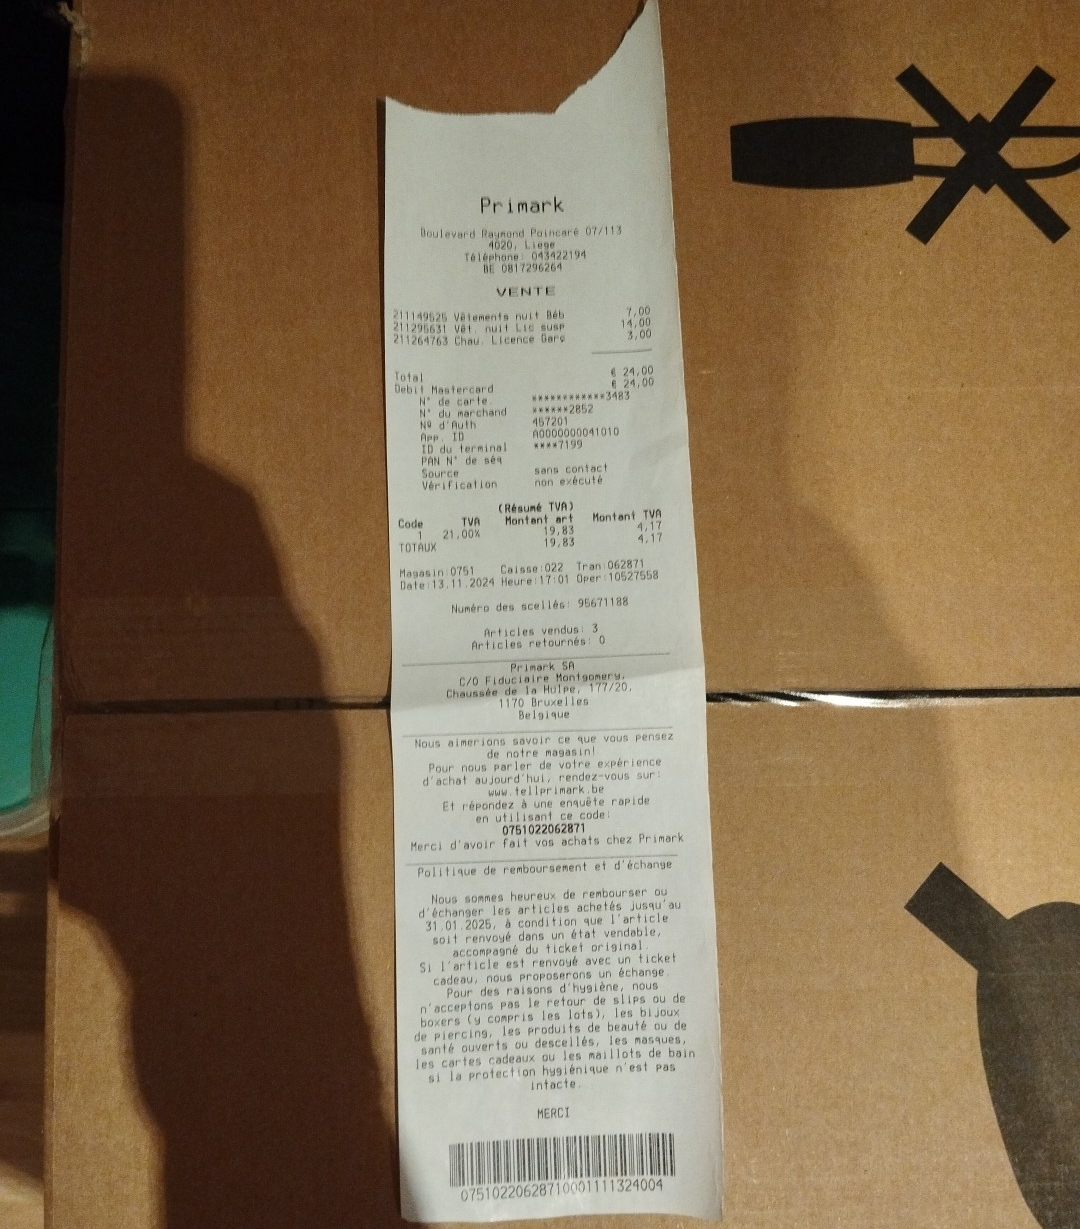 Primark
Boulevard Raymond Poincaré 07/113
4020, Liege
Téléphone: 043422194
BE 0817296264
VENTE
211149525 Vêtements nuit Béb 7,00
211295631 Vêt. nuit Lic susp 14,00
211264763 Chau. Licence Garç 3,00
Total € 24,00
Debit Mastercard € 24,00
N° de carte. ************3483
N° du marchand ******2852
Nº d'Auth 457201
App. ID A0000000041010
ID du terminal ****7199
PAN N° de séq
Source sans contact
Vérification non exécuté
(Résumé TVA)
Code TVA Montant art Montant TVA
1 21,00% 19,83 4,17
TOTAUX 19,83 4,17
Magasin:0751 Caisse:022 Tran:062871
Date:13.11.2024 Heure:17:01 Oper:10527558
Numéro des scellés: 95671188
Articles vendus: 3
Articles retournés: 0
Primark SA
C/O Fiduciaire Montgomery,
Chaussée de la Hulpe, 177/20,
1170 Bruxelles
Belgique
Nous aimerions savoir ce que vous pensez
de notre magasin!
Pour nous parler de votre expérience
d'achat aujourd'hui, rendez-vous sur:
www.tellprimark.be
Et répondez à une enquête rapide
en utilisant ce code:
0751022062871
Merci d'avoir fait vos achats chez Primark
Politique de remboursement et d'échange
Nous sommes heureux de rembourser ou
d'échanger les articles achetés jusqu'au
31.01.2025, à condition que l'article
soit renvoyé dans un état vendable,
accompagné du ticket original.
Si l'article est renvoyé avec un ticket
cadeau, nous proposerons un échange.
Pour des raisons d'hygiène, nous
n'acceptons pas le retour de slips ou de
boxers (y compris les lots), les bijoux
de piercing, les produits de beauté ou de
santé ouverts ou descellés, les masques,
les cartes cadeaux ou les maillots de bain
si la protection hygiénique n'est pas
intacte.
MERCI
07510220628710001111324004